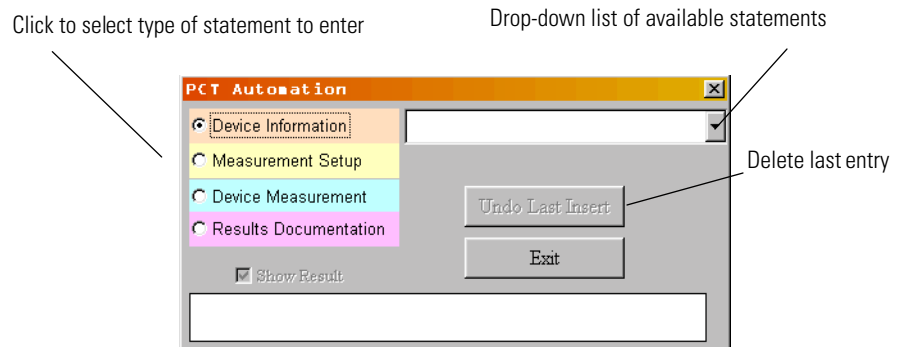 Click to select type of statement to enter
Drop-down list of available statements
PCT Automation
Device Information
Measurement Setup
Delete last entry
Device Measurement
Undo Last Insert
Results Documentation
Exit
Show Result